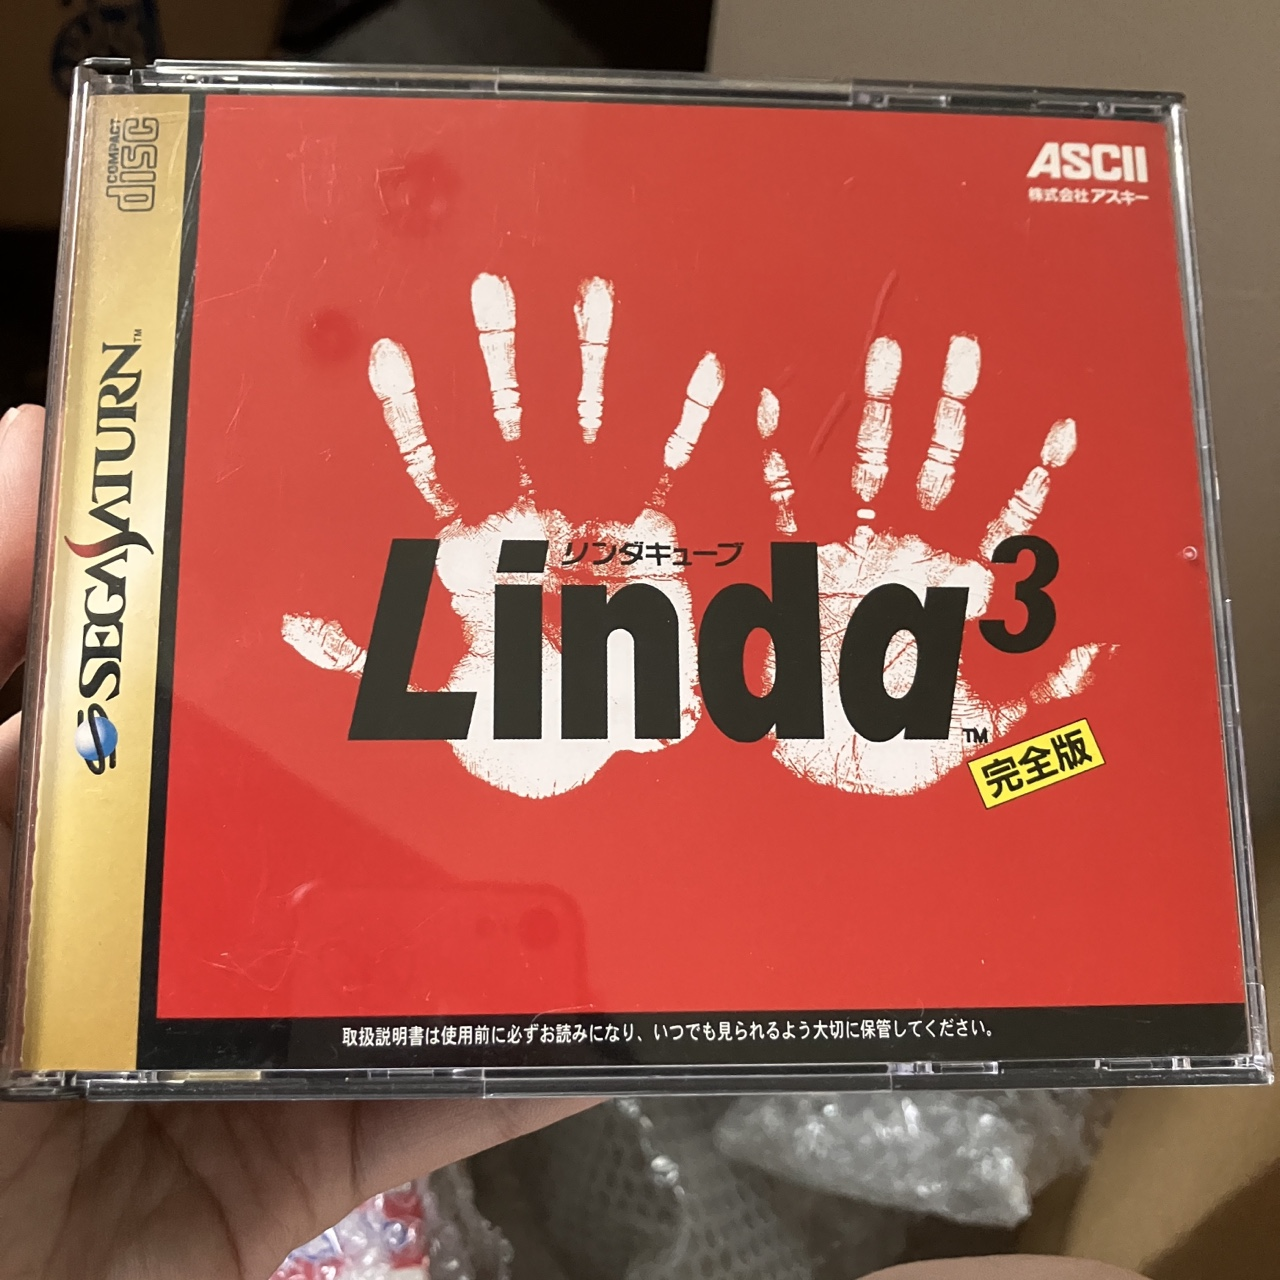 COMPACT
disc
SEGA SATURN™
ASCII
株式会社アスキー
リンダキューブ
Linda³™
完全版
取扱説明書は使用前に必ずお読みになり、いつでも見られるよう大切に保管してください。